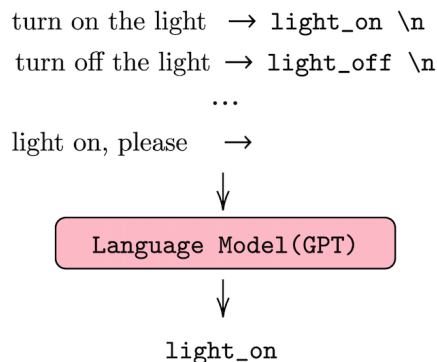 turn on the light → light_on \n
turn off the light → light_off \n
...
light on, please →
Language Model(GPT)
light_on